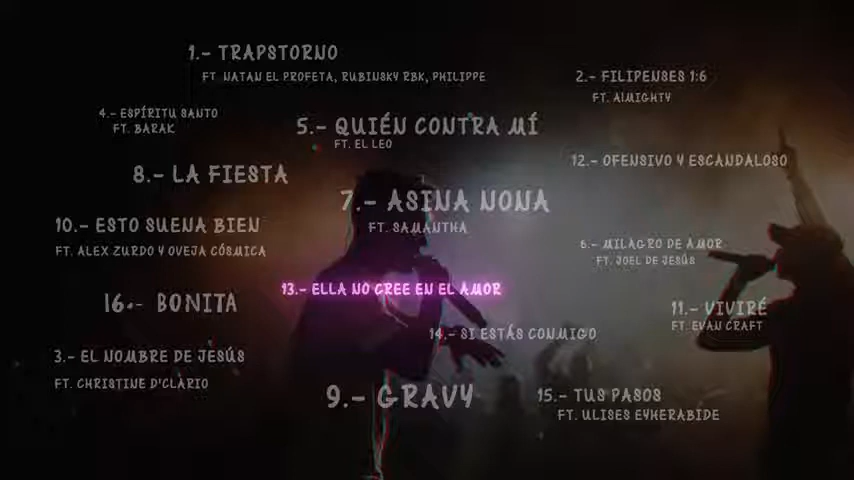 1.- TRAPSTORNO
FT. NATAN EL PROFETA, RUBINSKY RBK, PHILIPPE
2.- FILIPENSES 1:6
FT. ALMIGHTY
4.- ESPÍRITU SANTO
FT. BARAK
5.- QUIÉN CONTRA MÍ
FT. EL LEO
12.- OFENSIVO Y ESCANDALOSO
8.- LA FIESTA
7.- ASINA NONA
FT. SAMANTHA
10.- ESTO SUENA BIEN
FT. ALEX ZURDO Y OVEJA CÓSMICA
6.- MILAGRO DE AMOR
FT. JOEL DE JESÚS
13.- ELLA NO CREE EN EL AMOR
16.- BONITA
11.- VIVIRÉ
FT. EVAN CRAFT
14.- SI ESTÁS CONMIGO
3.- EL NOMBRE DE JESÚS
FT. CHRISTINE D'CLARIO
9.- GRAVY
15.- TUS PASOS
FT. ULISES EYHERABIDE